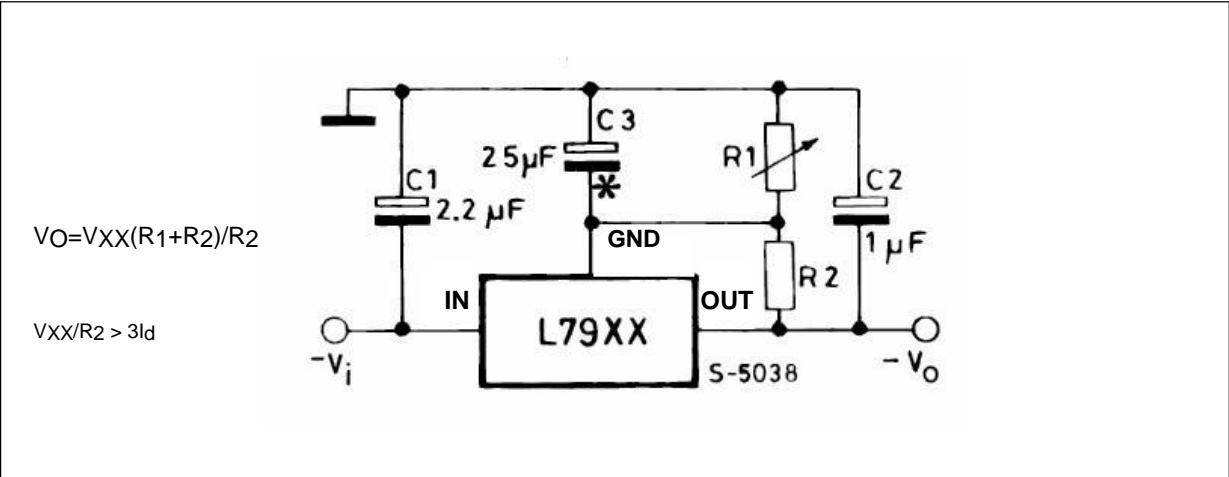 C3
25µF
*
R1
C1
2.2 µF
C2
1µF
VO=VXX(R1+R2)/R2
GND
R2
IN
OUT
VXX/R2 > 3Id
L79XX
-Vi
S-5038
-VO